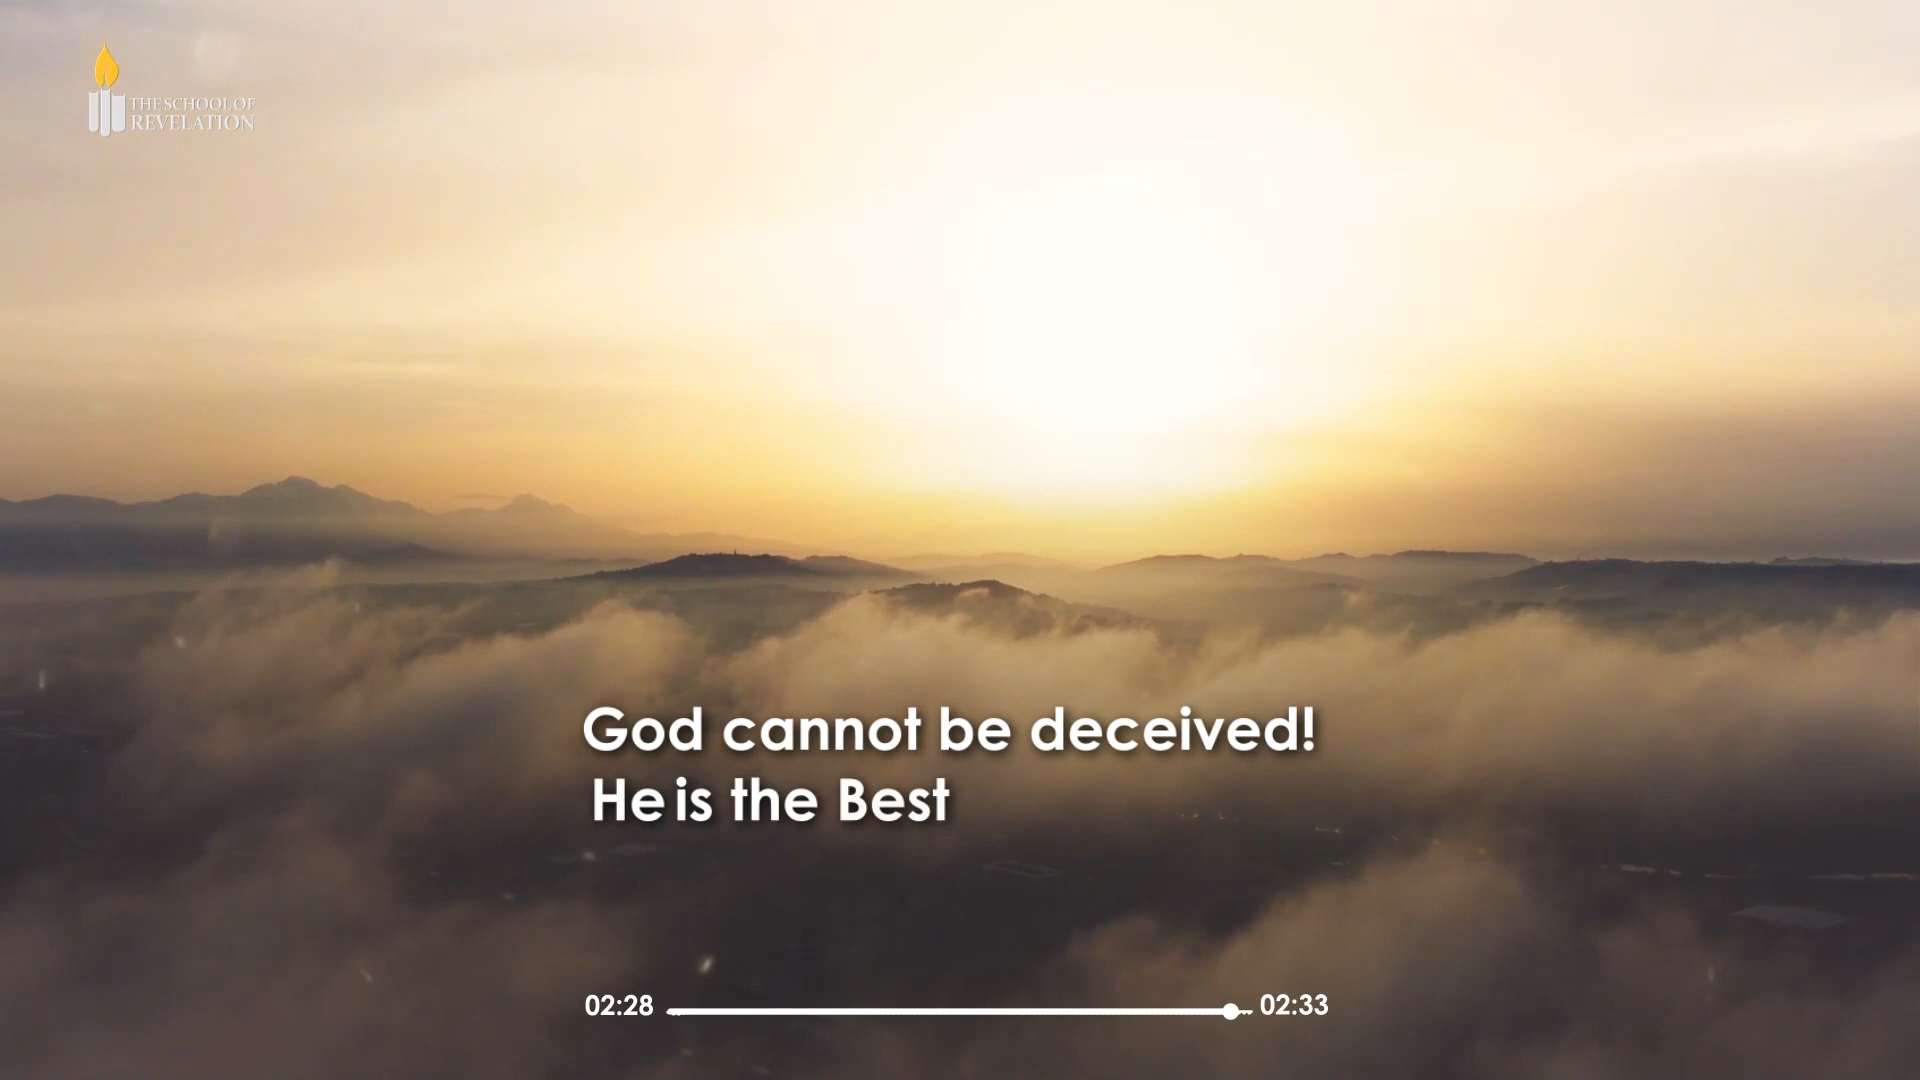 THE SCHOOL OF
REVELATION
God cannot be deceived!
He is the Best
02:28
02:33